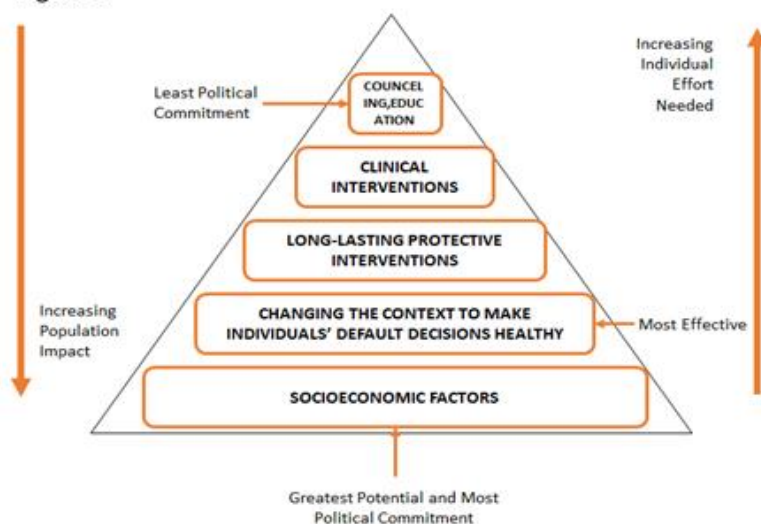 Increasing
Individual
Effort
Needed
Least Political
Commitment
COUNCEL
ING,EDUC
ATION
CLINICAL
INTERVENTIONS
LONG-LASTING PROTECTIVE
INTERVENTIONS
Increasing
Population
Impact
CHANGING THE CONTEXT TO MAKE
INDIVIDUALS’ DEFAULT DECISIONS HEALTHY
Most Effective
SOCIOECONOMIC FACTORS
Greatest Potential and Most
Political Commitment